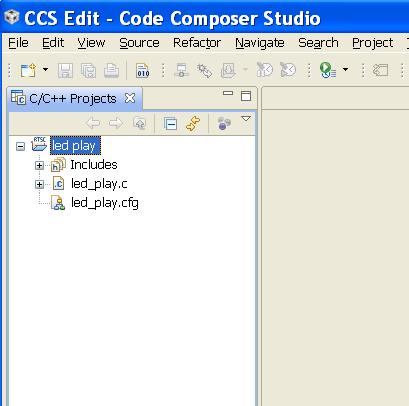 CCS Edit - Code Composer Studio
File Edit View Source Refactor Navigate Search Project
010
C/C++ Projects
RTSC led play
Includes
led_play.c
led_play.cfg